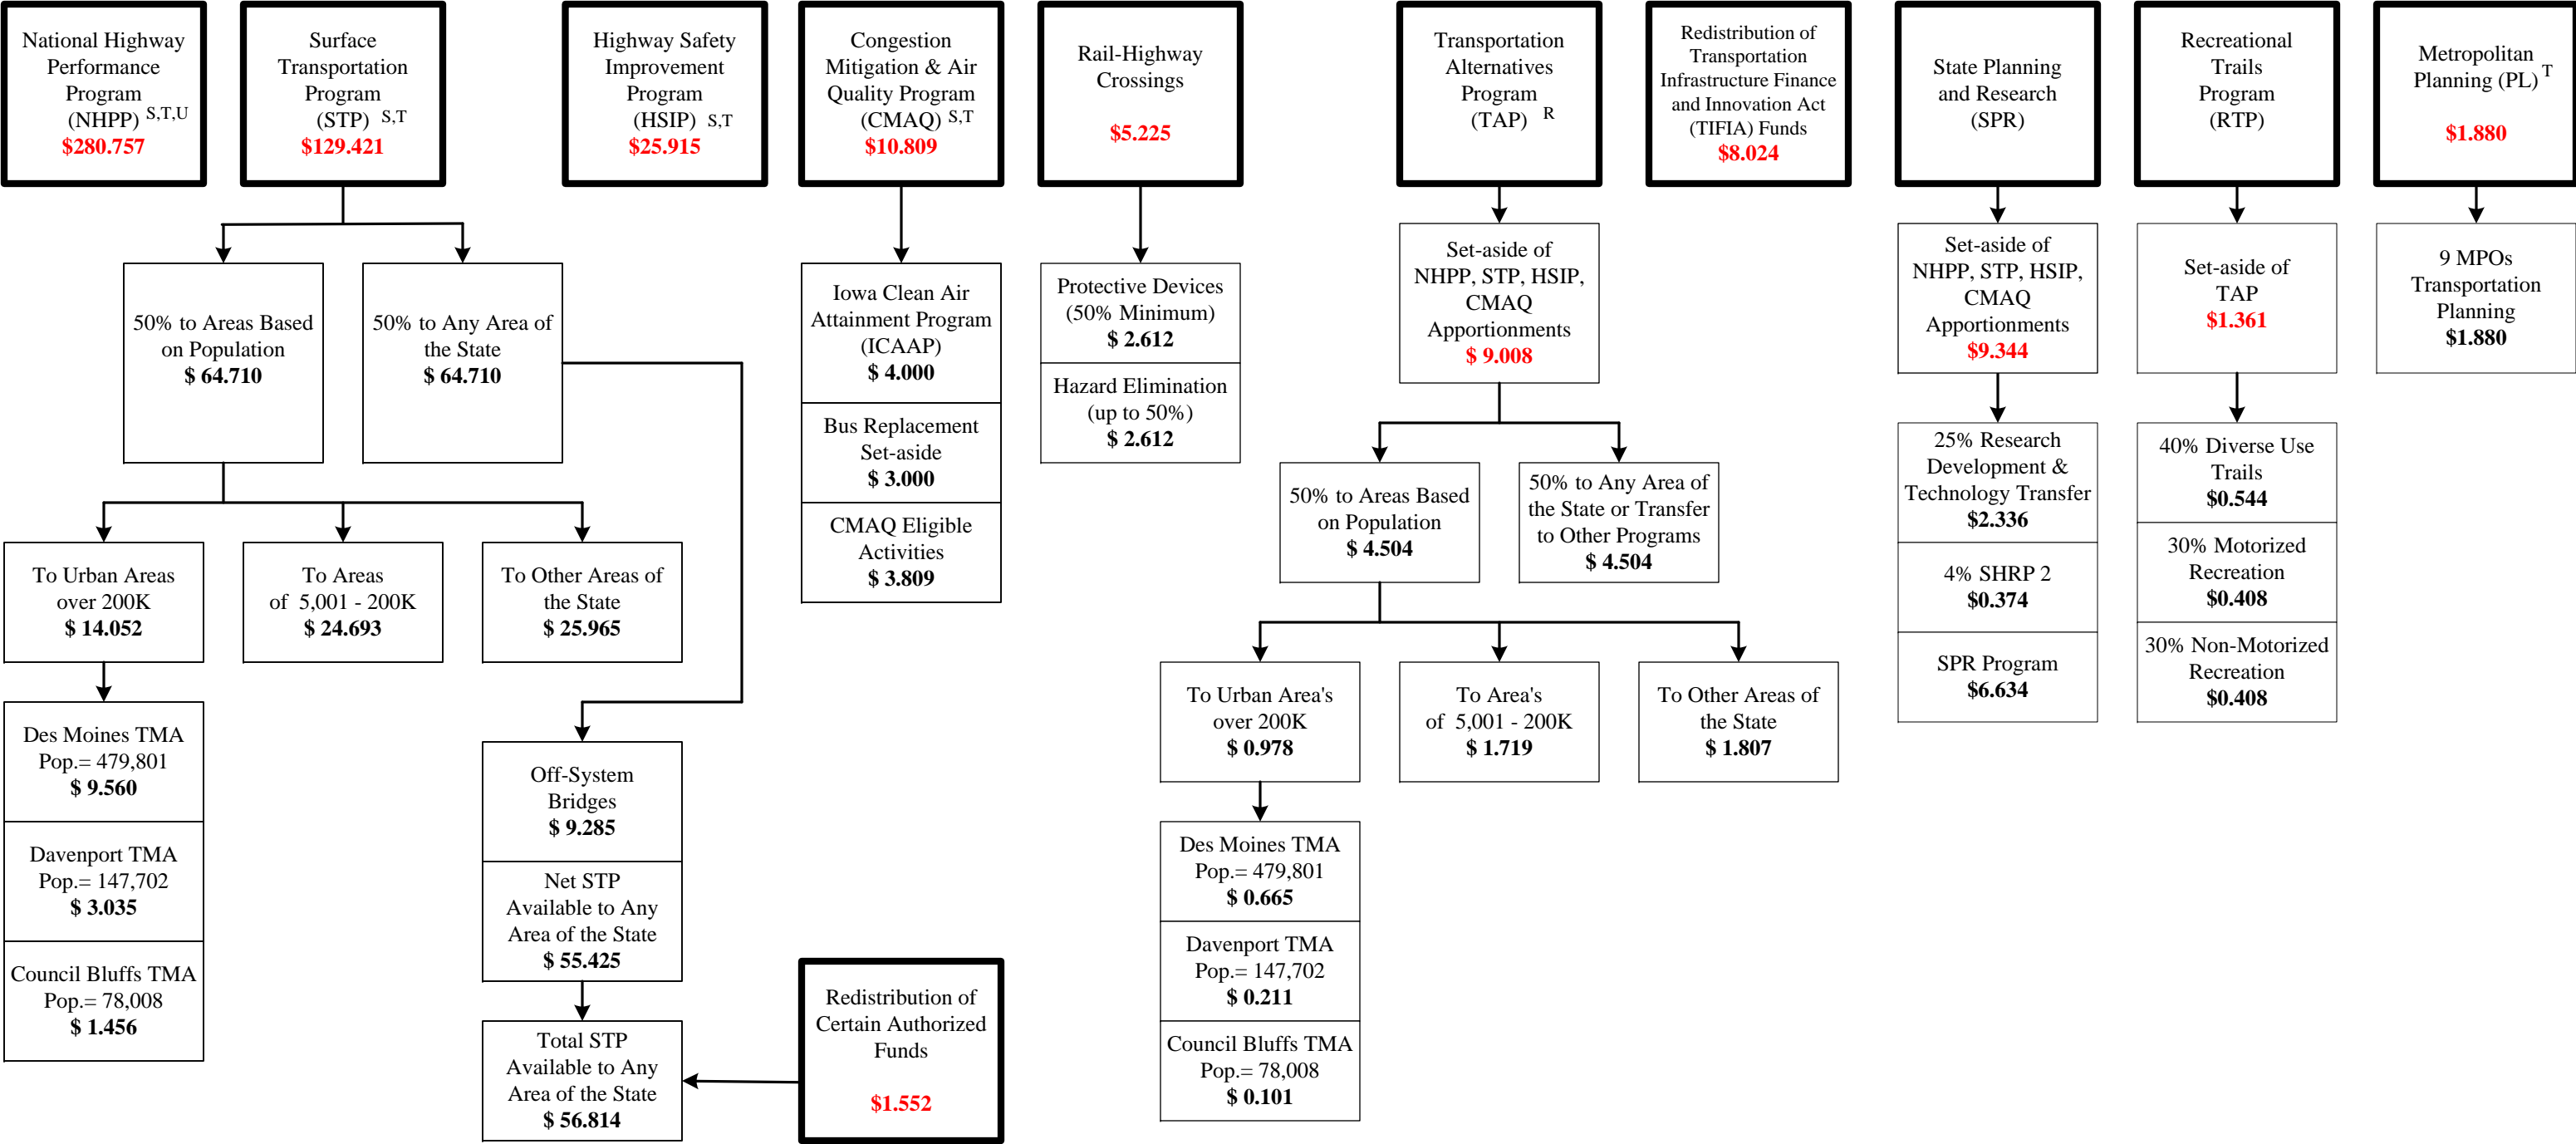 National Highway
Performance
Program
(NHPP) S,T,U
$280.757
Surface
Transportation
Program
(STP) S,T
$129.421
Highway Safety
Improvement
Program
(HSIP) S,T
$25.915
Congestion
Mitigation & Air
Quality Program
(CMAQ) S,T
$10.809
Rail-Highway
Crossings
$5.225
Transportation
Alternatives
Program
(TAP) R
Redistribution of
Transportation
Infrastructure Finance
and Innovation Act
(TIFIA) Funds
$8.024
State Planning
and Research
(SPR)
Recreational
Trails
Program
(RTP)
Metropolitan
Planning (PL) T
$1.880
50% to Areas Based
on Population
$ 64.710
50% to Any Area of
the State
$ 64.710
Iowa Clean Air
Attainment Program
(ICAAP)
$ 4.000
Bus Replacement
Set-aside
$ 3.000
CMAQ Eligible
Activities
$ 3.809
Protective Devices
(50% Minimum)
$ 2.612
Hazard Elimination
(up to 50%)
$ 2.612
Set-aside of
NHPP, STP, HSIP,
CMAQ
Apportionments
$ 9.008
Set-aside of
NHPP, STP, HSIP,
CMAQ
Apportionments
$9.344
Set-aside of
TAP
$1.361
9 MPOs
Transportation
Planning
$1.880
To Urban Areas
over 200K
$ 14.052
To Areas
of 5,001 - 200K
$ 24.693
To Other Areas of
the State
$ 25.965
50% to Areas Based
on Population
$ 4.504
50% to Any Area of
the State or Transfer
to Other Programs
$ 4.504
25% Research
Development &
Technology Transfer
$2.336
4% SHRP 2
$0.374
SPR Program
$6.634
40% Diverse Use
Trails
$0.544
30% Motorized
Recreation
$0.408
30% Non-Motorized
Recreation
$0.408
Des Moines TMA
Pop.= 479,801
$ 9.560
Davenport TMA
Pop.= 147,702
$ 3.035
Council Bluffs TMA
Pop.= 78,008
$ 1.456
Off-System
Bridges
$ 9.285
Net STP
Available to Any
Area of the State
$ 55.425
Total STP
Available to Any
Area of the State
$ 56.814
Redistribution of
Certain Authorized
Funds
$1.552
To Urban Area's
over 200K
$ 0.978
To Area's
of 5,001 - 200K
$ 1.719
To Other Areas of
the State
$ 1.807
Des Moines TMA
Pop.= 479,801
$ 0.665
Davenport TMA
Pop.= 147,702
$ 0.211
Council Bluffs TMA
Pop.= 78,008
$ 0.101